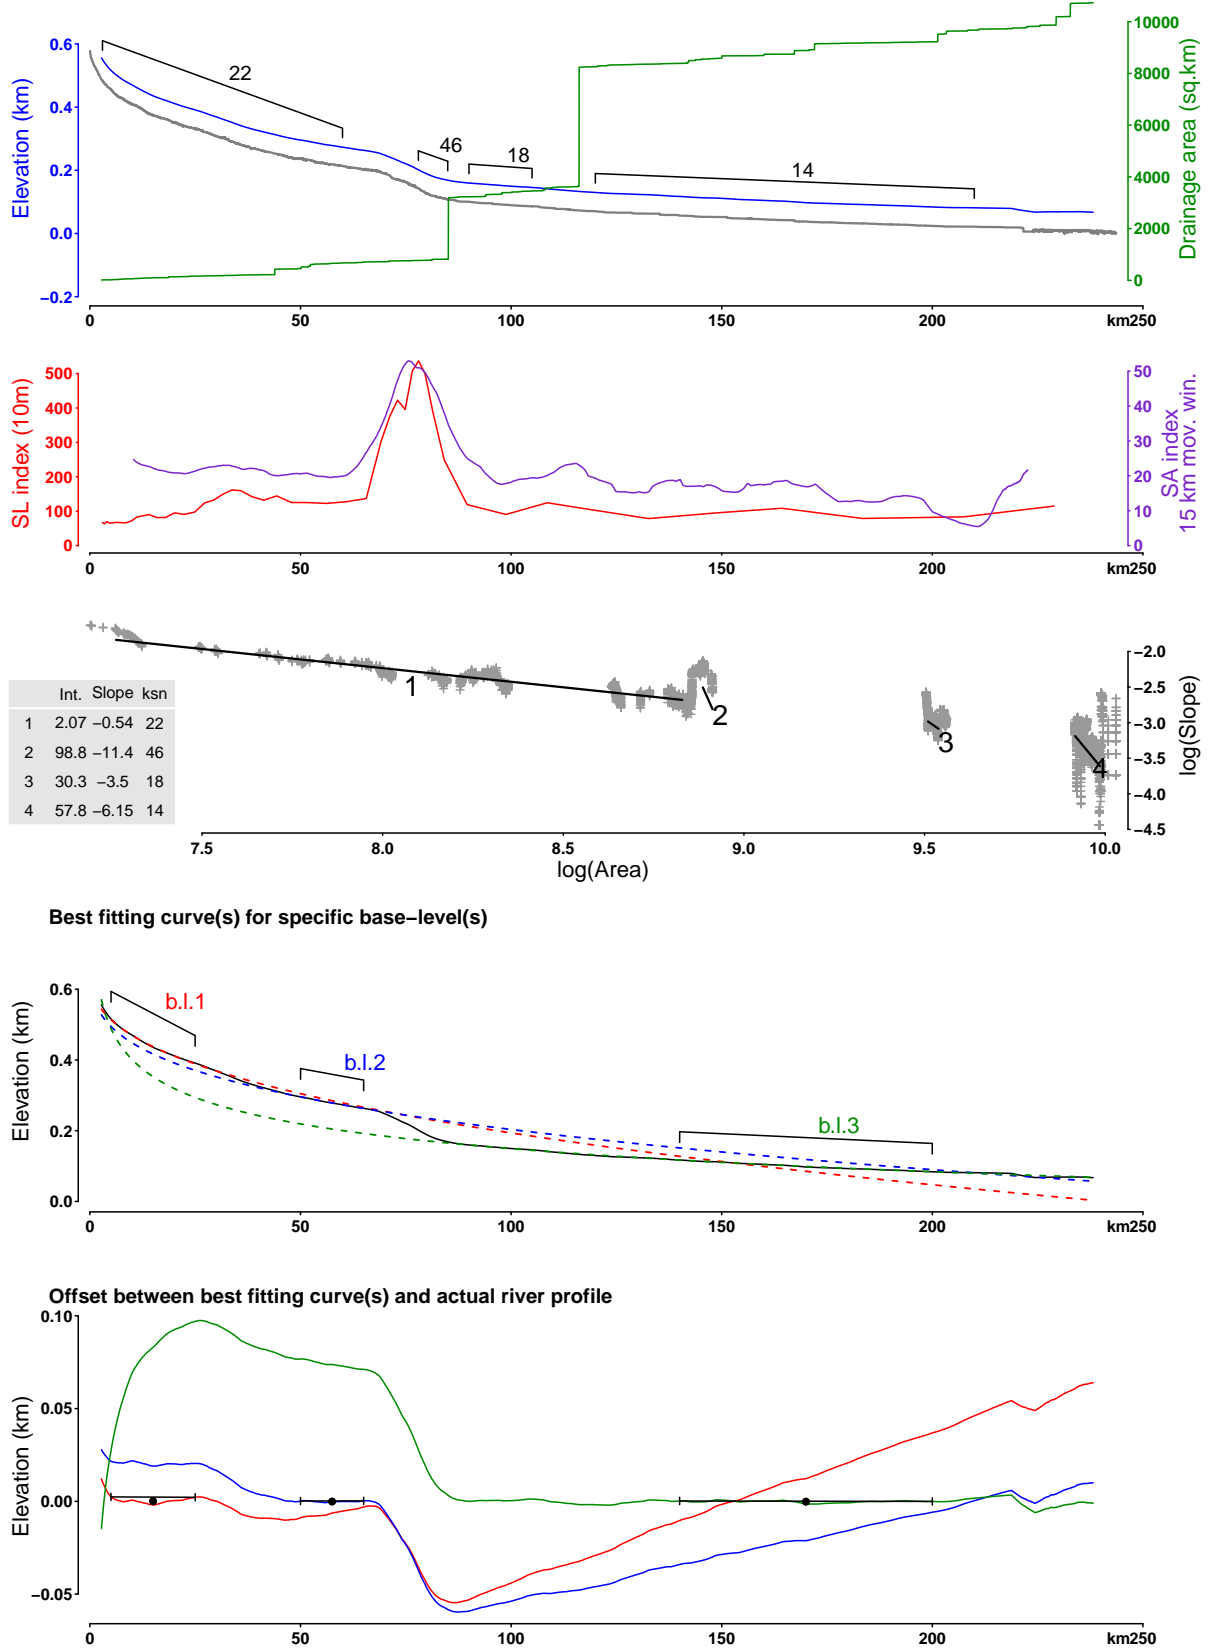 0.6
0.4
0.2
0.0
−0.2
Elevation (km)
22
46
18
14
10000
8000
6000
4000
2000
0
Drainage area (sq.km)
0 50 100 150 200 km250
500
400
300
200
100
0
SL index (10m)
50
40
30
20
10
0
SA index
15 km mov. win.
0 50 100 150 200 km250
Int. Slope ksn
1 2.07 −0.54 22
2 98.8 −11.4 46
3 30.3 −3.5 18
4 57.8 −6.15 14
1
2
3
4
−2.0
−2.5
−3.0
−3.5
−4.0
−4.5
log(Slope)
7.5 8.0 8.5 9.0 9.5 10.0
log(Area)
Best fitting curve(s) for specific base−level(s)
0.6
0.4
0.2
0.0
Elevation (km)
b.l.1
b.l.2
b.l.3
0 50 100 150 200 km250
Offset between best fitting curve(s) and actual river profile
0.10
0.05
0.00
−0.05
Elevation (km)
0 50 100 150 200 km250